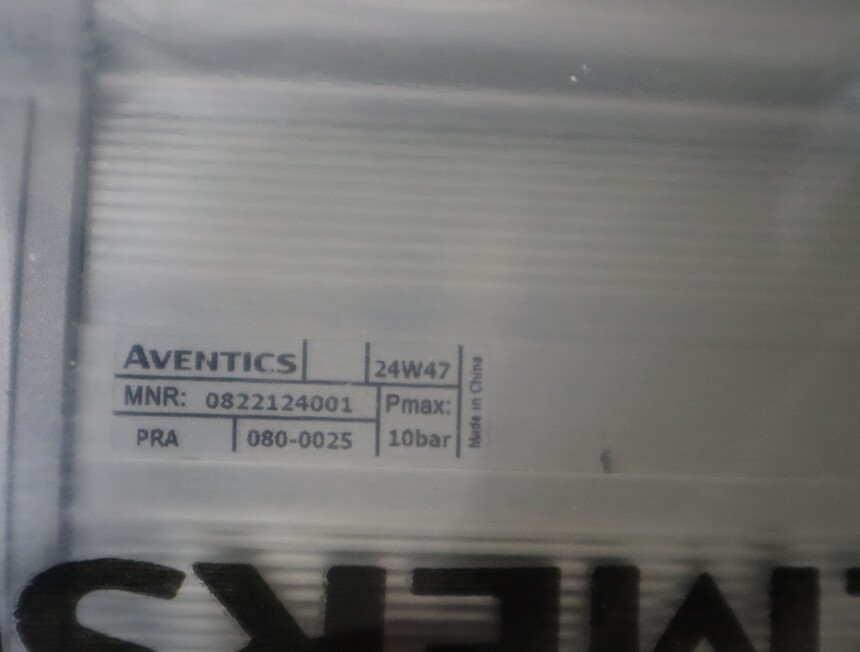 AVENTICS 24W47
MNR: 0822124001 Pmax:
PRA 080-0025 10bar
Made in China